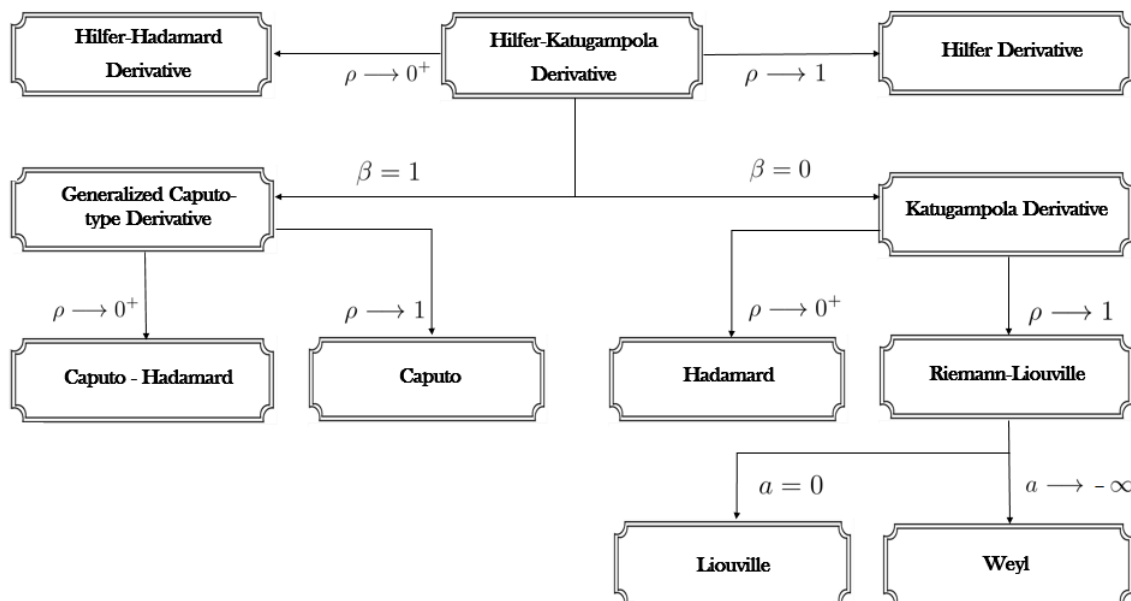 Hilfer-Hadamard
Derivative
Hilfer-Katugampola
Derivative
Hilfer Derivative
ρ ⟶ 0⁺
ρ ⟶ 1
β = 1
β = 0
Generalized Caputo-
type Derivative
Katugampola Derivative
ρ ⟶ 0⁺
ρ ⟶ 1
ρ ⟶ 0⁺
ρ ⟶ 1
Caputo - Hadamard
Caputo
Hadamard
Riemann-Liouville
a = 0
a ⟶ - ∞
Liouville
Weyl